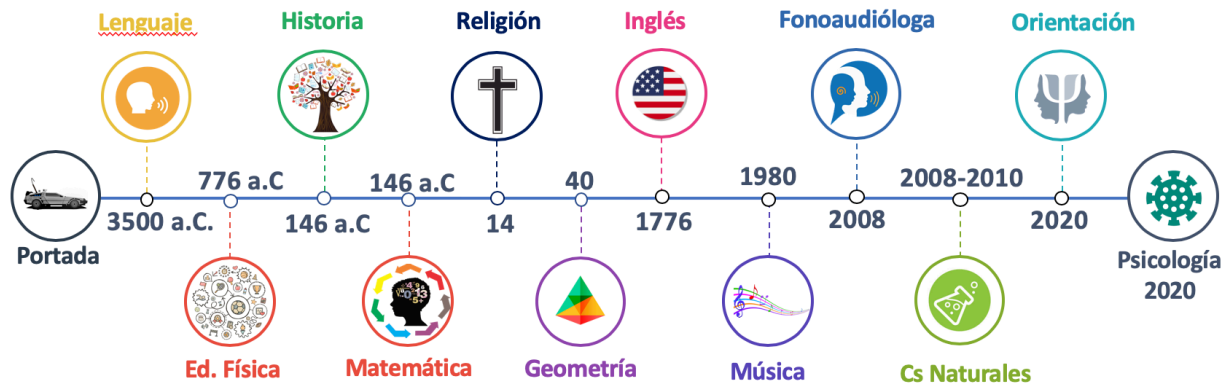 Lenguaje
Historia
Religión
Inglés
Fonoaudióloga
Orientación
776 a.C
146 a.C
40
1980
2008-2010
3500 a.C.
146 a.C
14
1776
2008
2020
Portada
Psicología
2020
Ed. Física
Matemática
Geometría
Música
Cs Naturales